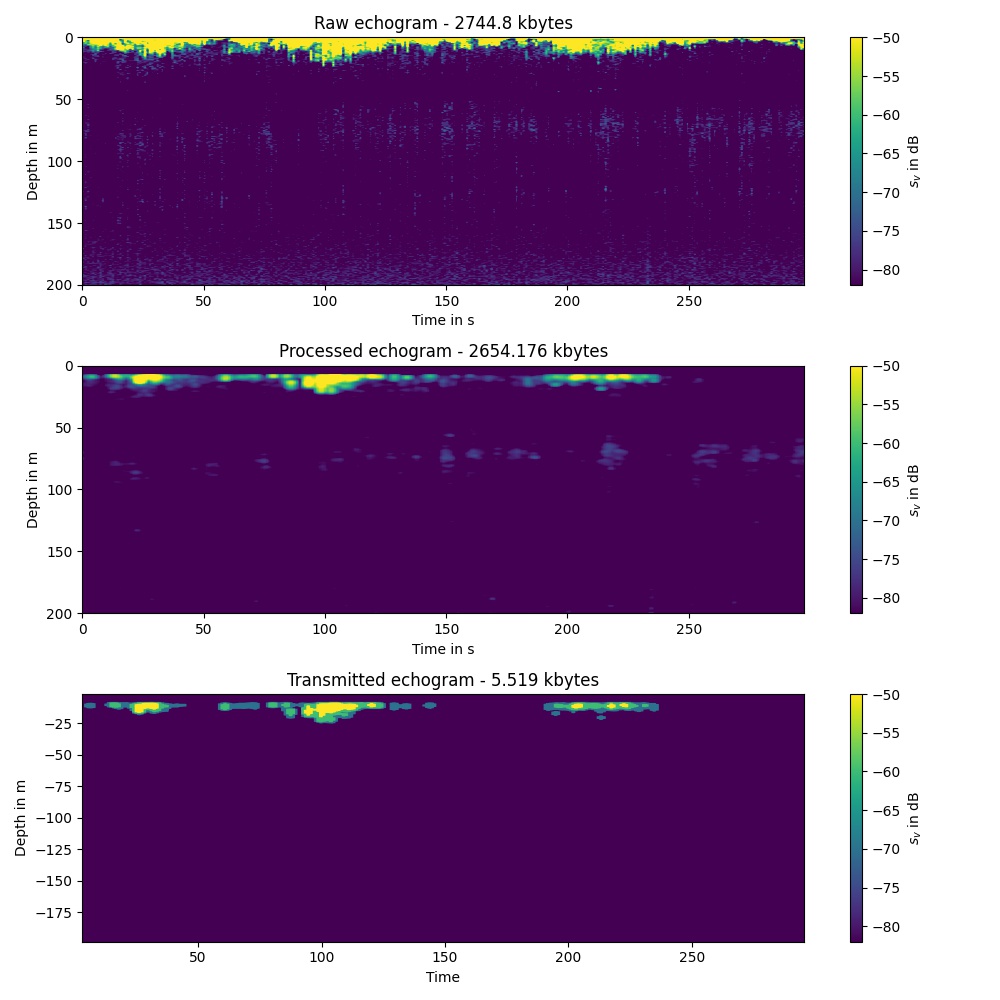 Raw echogram - 2744.8 kbytes
0
50
100
150
200
Depth in m
0 50 100 150 200 250
Time in s
−50
−55
−60
−65
−70
−75
−80
sv in dB
Processed echogram - 2654.176 kbytes
0
50
100
150
200
Depth in m
0 50 100 150 200 250
Time in s
−50
−55
−60
−65
−70
−75
−80
sv in dB
Transmitted echogram - 5.519 kbytes
−25
−50
−75
−100
−125
−150
−175
Depth in m
50 100 150 200 250
Time
−50
−55
−60
−65
−70
−75
−80
sv in dB